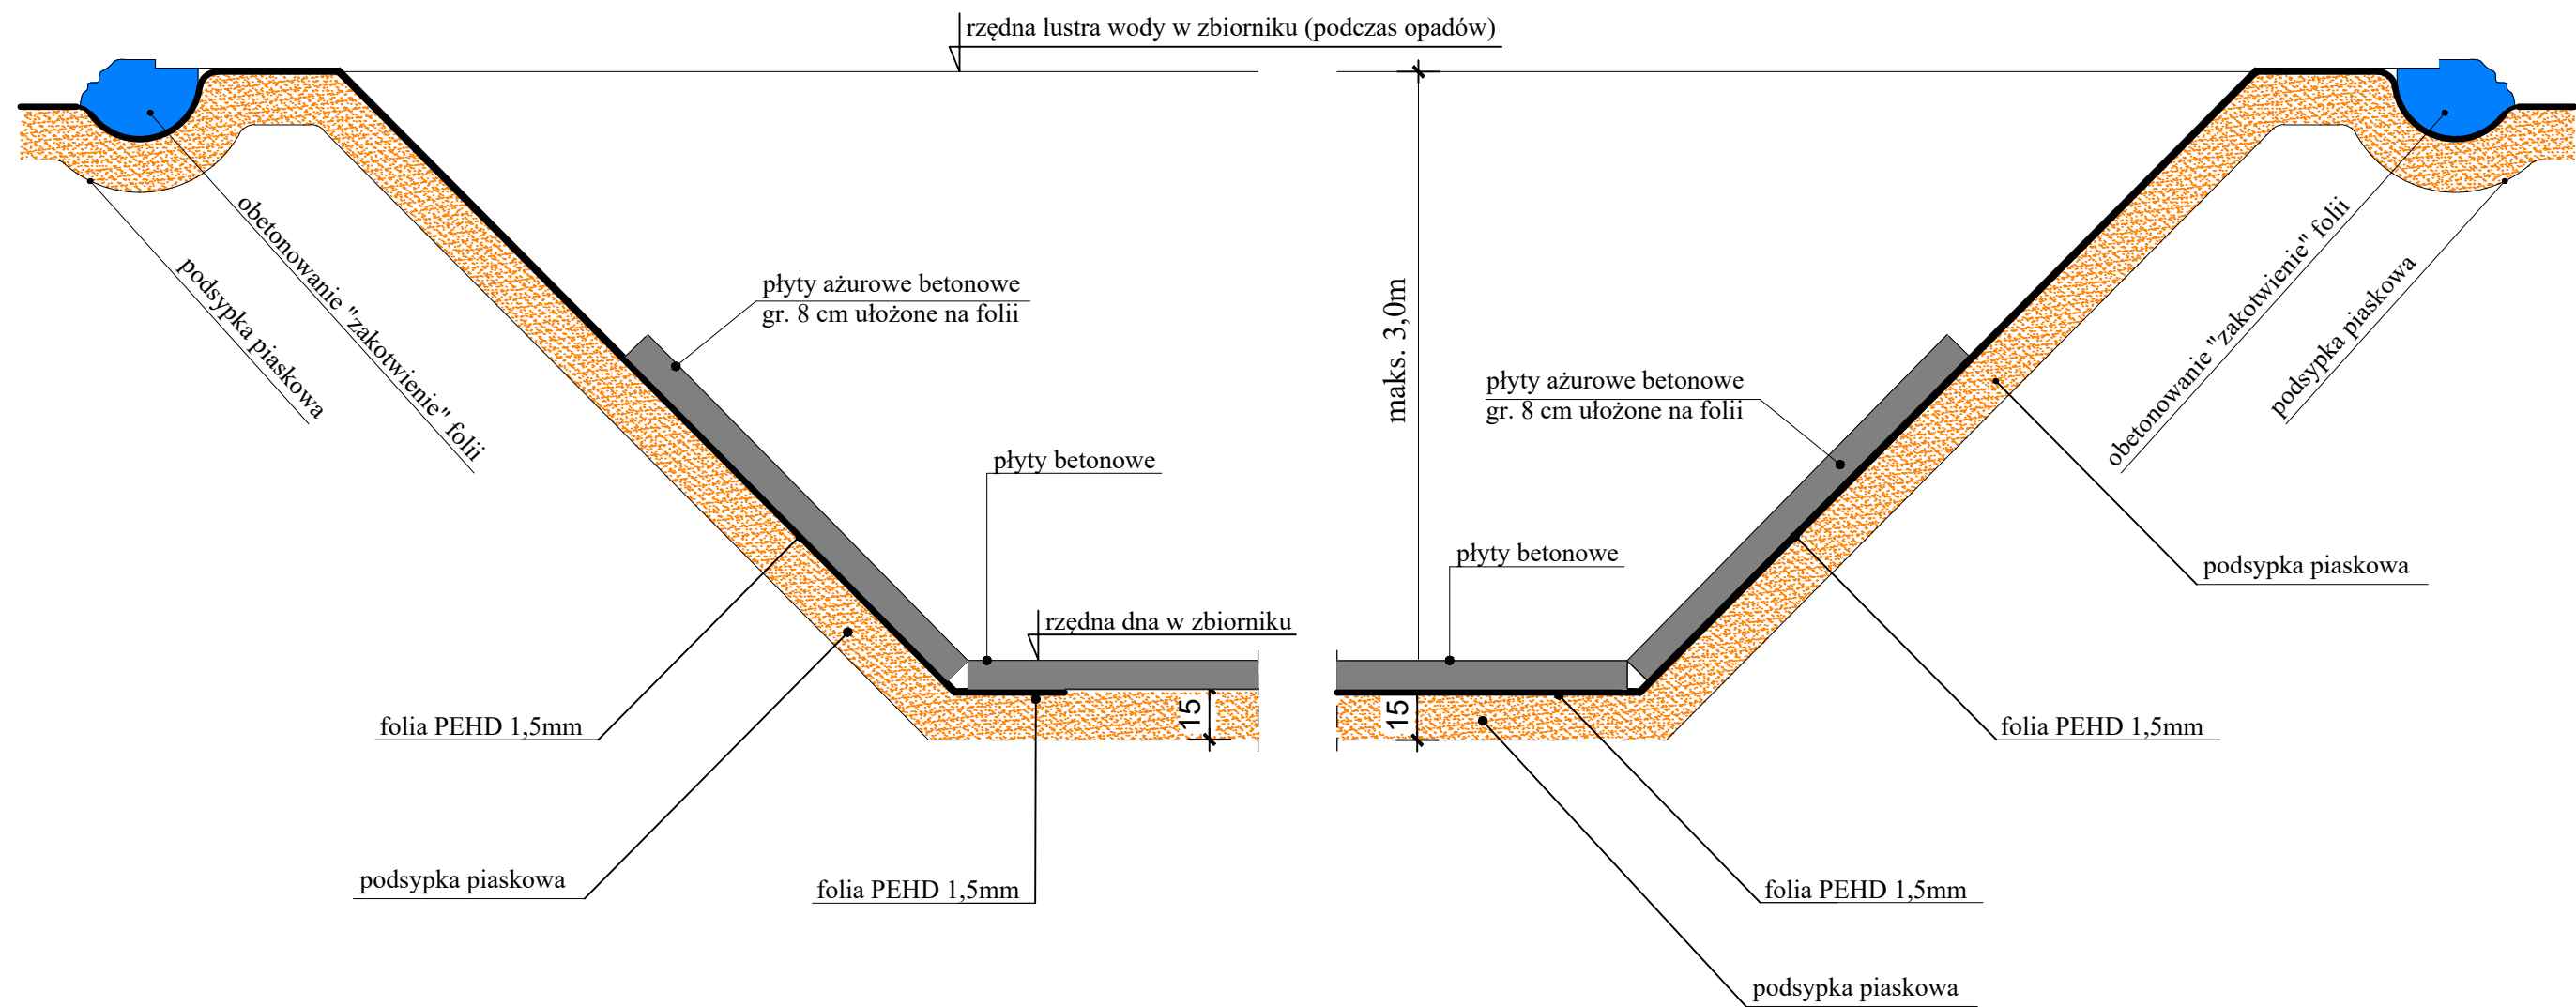 rzędna lustra wody w zbiorniku (podczas opadów)
obetonowanie "zakotwienie" folii
podsypka piaskowa
płyty ażurowe betonowe
gr. 8 cm ułożone na folii
płyty betonowe
rzędna dna w zbiorniku
15
folia PEHD 1,5mm
podsypka piaskowa
folia PEHD 1,5mm
maks. 3,0m
płyty ażurowe betonowe
gr. 8 cm ułożone na folii
płyty betonowe
15
obetonowanie "zakotwienie" folii
podsypka piaskowa
podsypka piaskowa
folia PEHD 1,5mm
folia PEHD 1,5mm
podsypka piaskowa